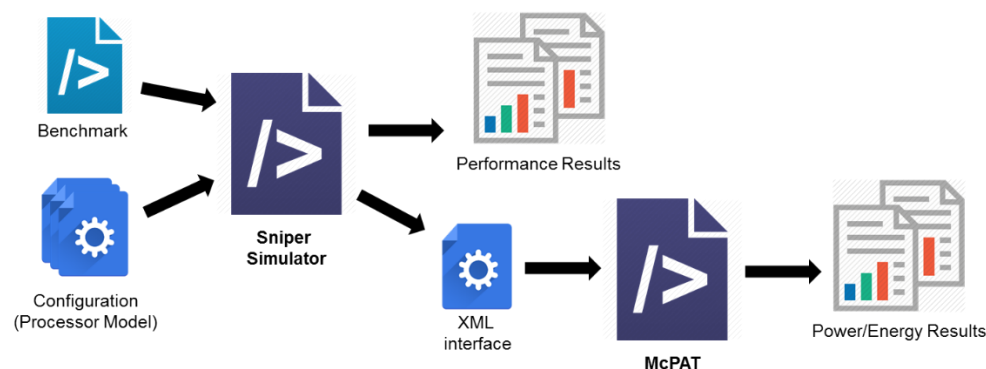 />
Benchmark
/>
Performance Results
Sniper
Simulator
Configuration
(Processor Model)
XML
interface
/>
McPAT
Power/Energy Results